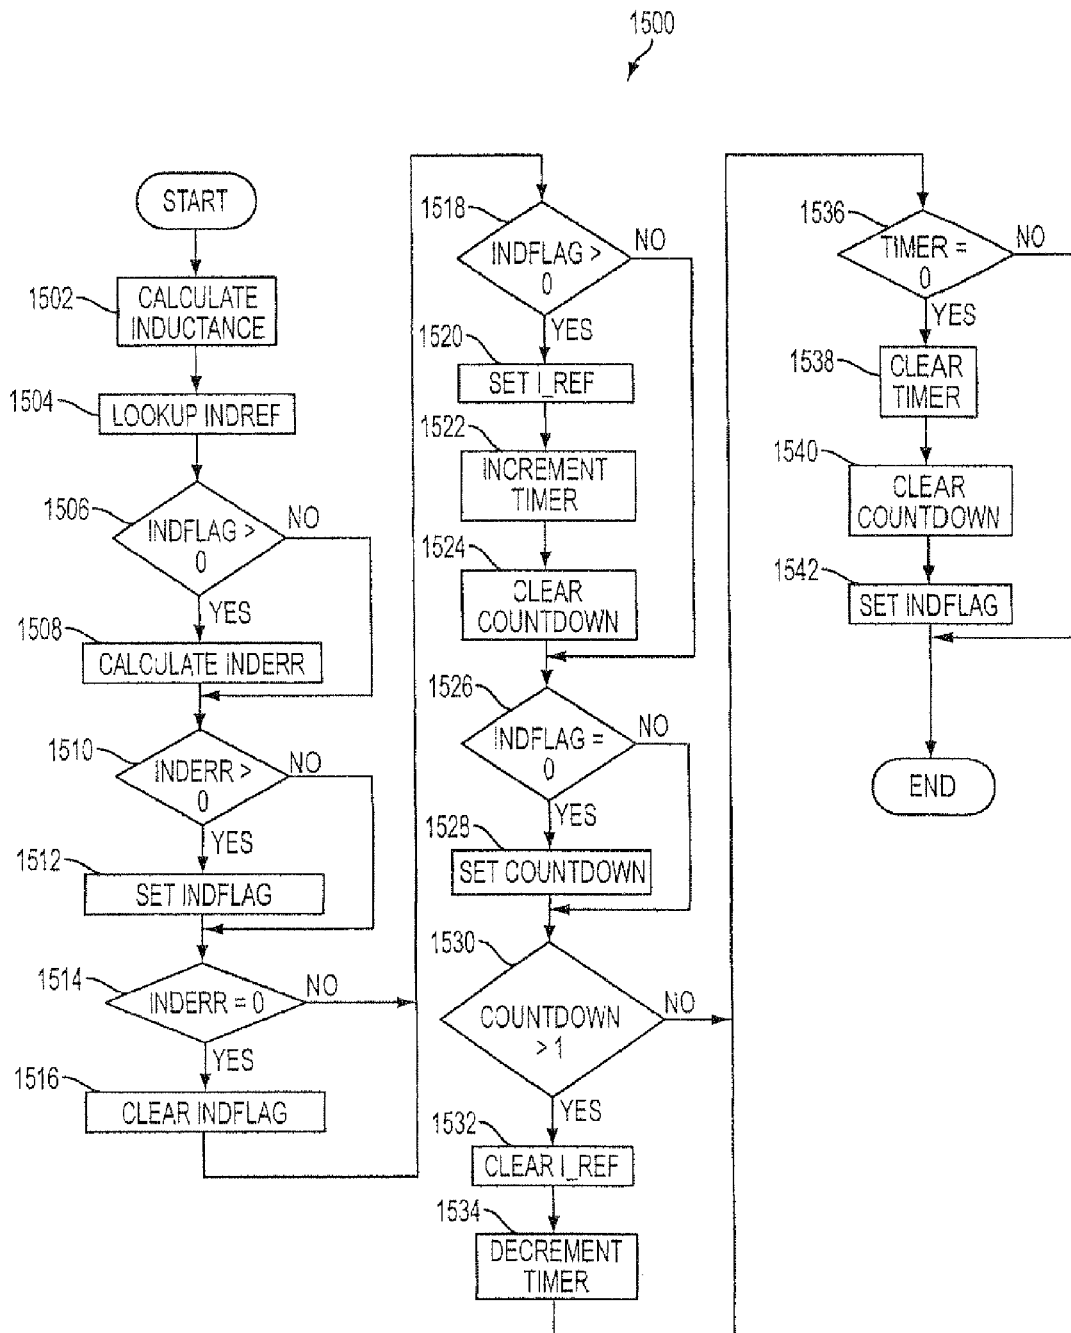 1500
START
1502
CALCULATE
INDUCTANCE
1504
LOOKUP INDREF
1506
INDFLAG >
0
NO
YES
1508
CALCULATE INDERR
1510
INDERR >
0
NO
YES
1512
SET INDFLAG
1514
INDERR = 0
NO
YES
1516
CLEAR INDFLAG
1518
INDFLAG >
0
NO
YES
1520
SET I_REF
1522
INCREMENT
TIMER
1524
CLEAR
COUNTDOWN
1526
INDFLAG =
0
NO
YES
1528
SET COUNTDOWN
1530
COUNTDOWN
> 1
NO
YES
1532
CLEAR I_REF
1534
DECREMENT
TIMER
1536
TIMER =
0
NO
YES
1538
CLEAR
TIMER
1540
CLEAR
COUNTDOWN
1542
SET INDFLAG
END